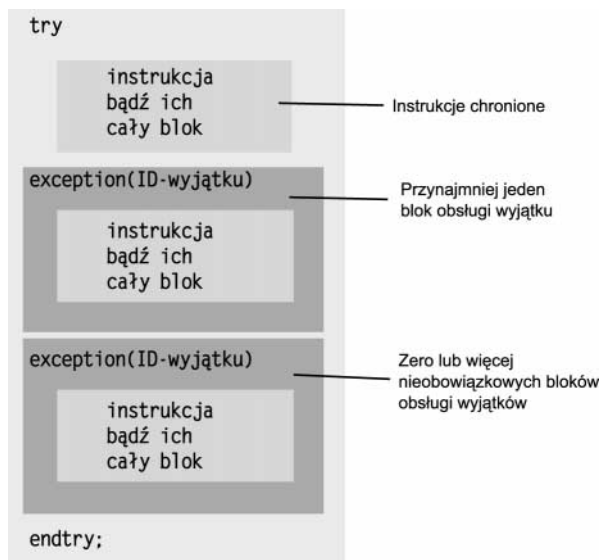 try
instrukcja
bądź ich
cały blok
Instrukcje chronione
exception(ID-wyjątku)
Przynajmniej jeden
blok obsługi wyjątku
instrukcja
bądź ich
cały blok
exception(ID-wyjątku)
Zero lub więcej
nieobowiązkowych bloków
obsługi wyjątków
instrukcja
bądź ich
cały blok
endtry;